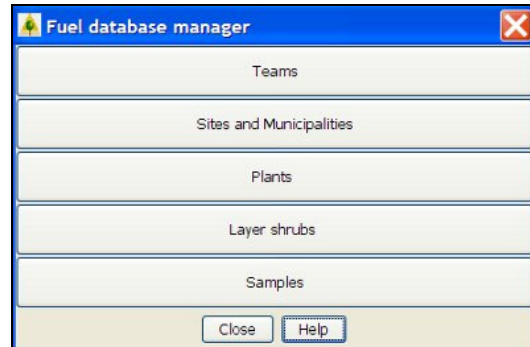 Fuel database manager
Teams
Sites and Municipalities
Plants
Layer shrubs
Samples
Close Help